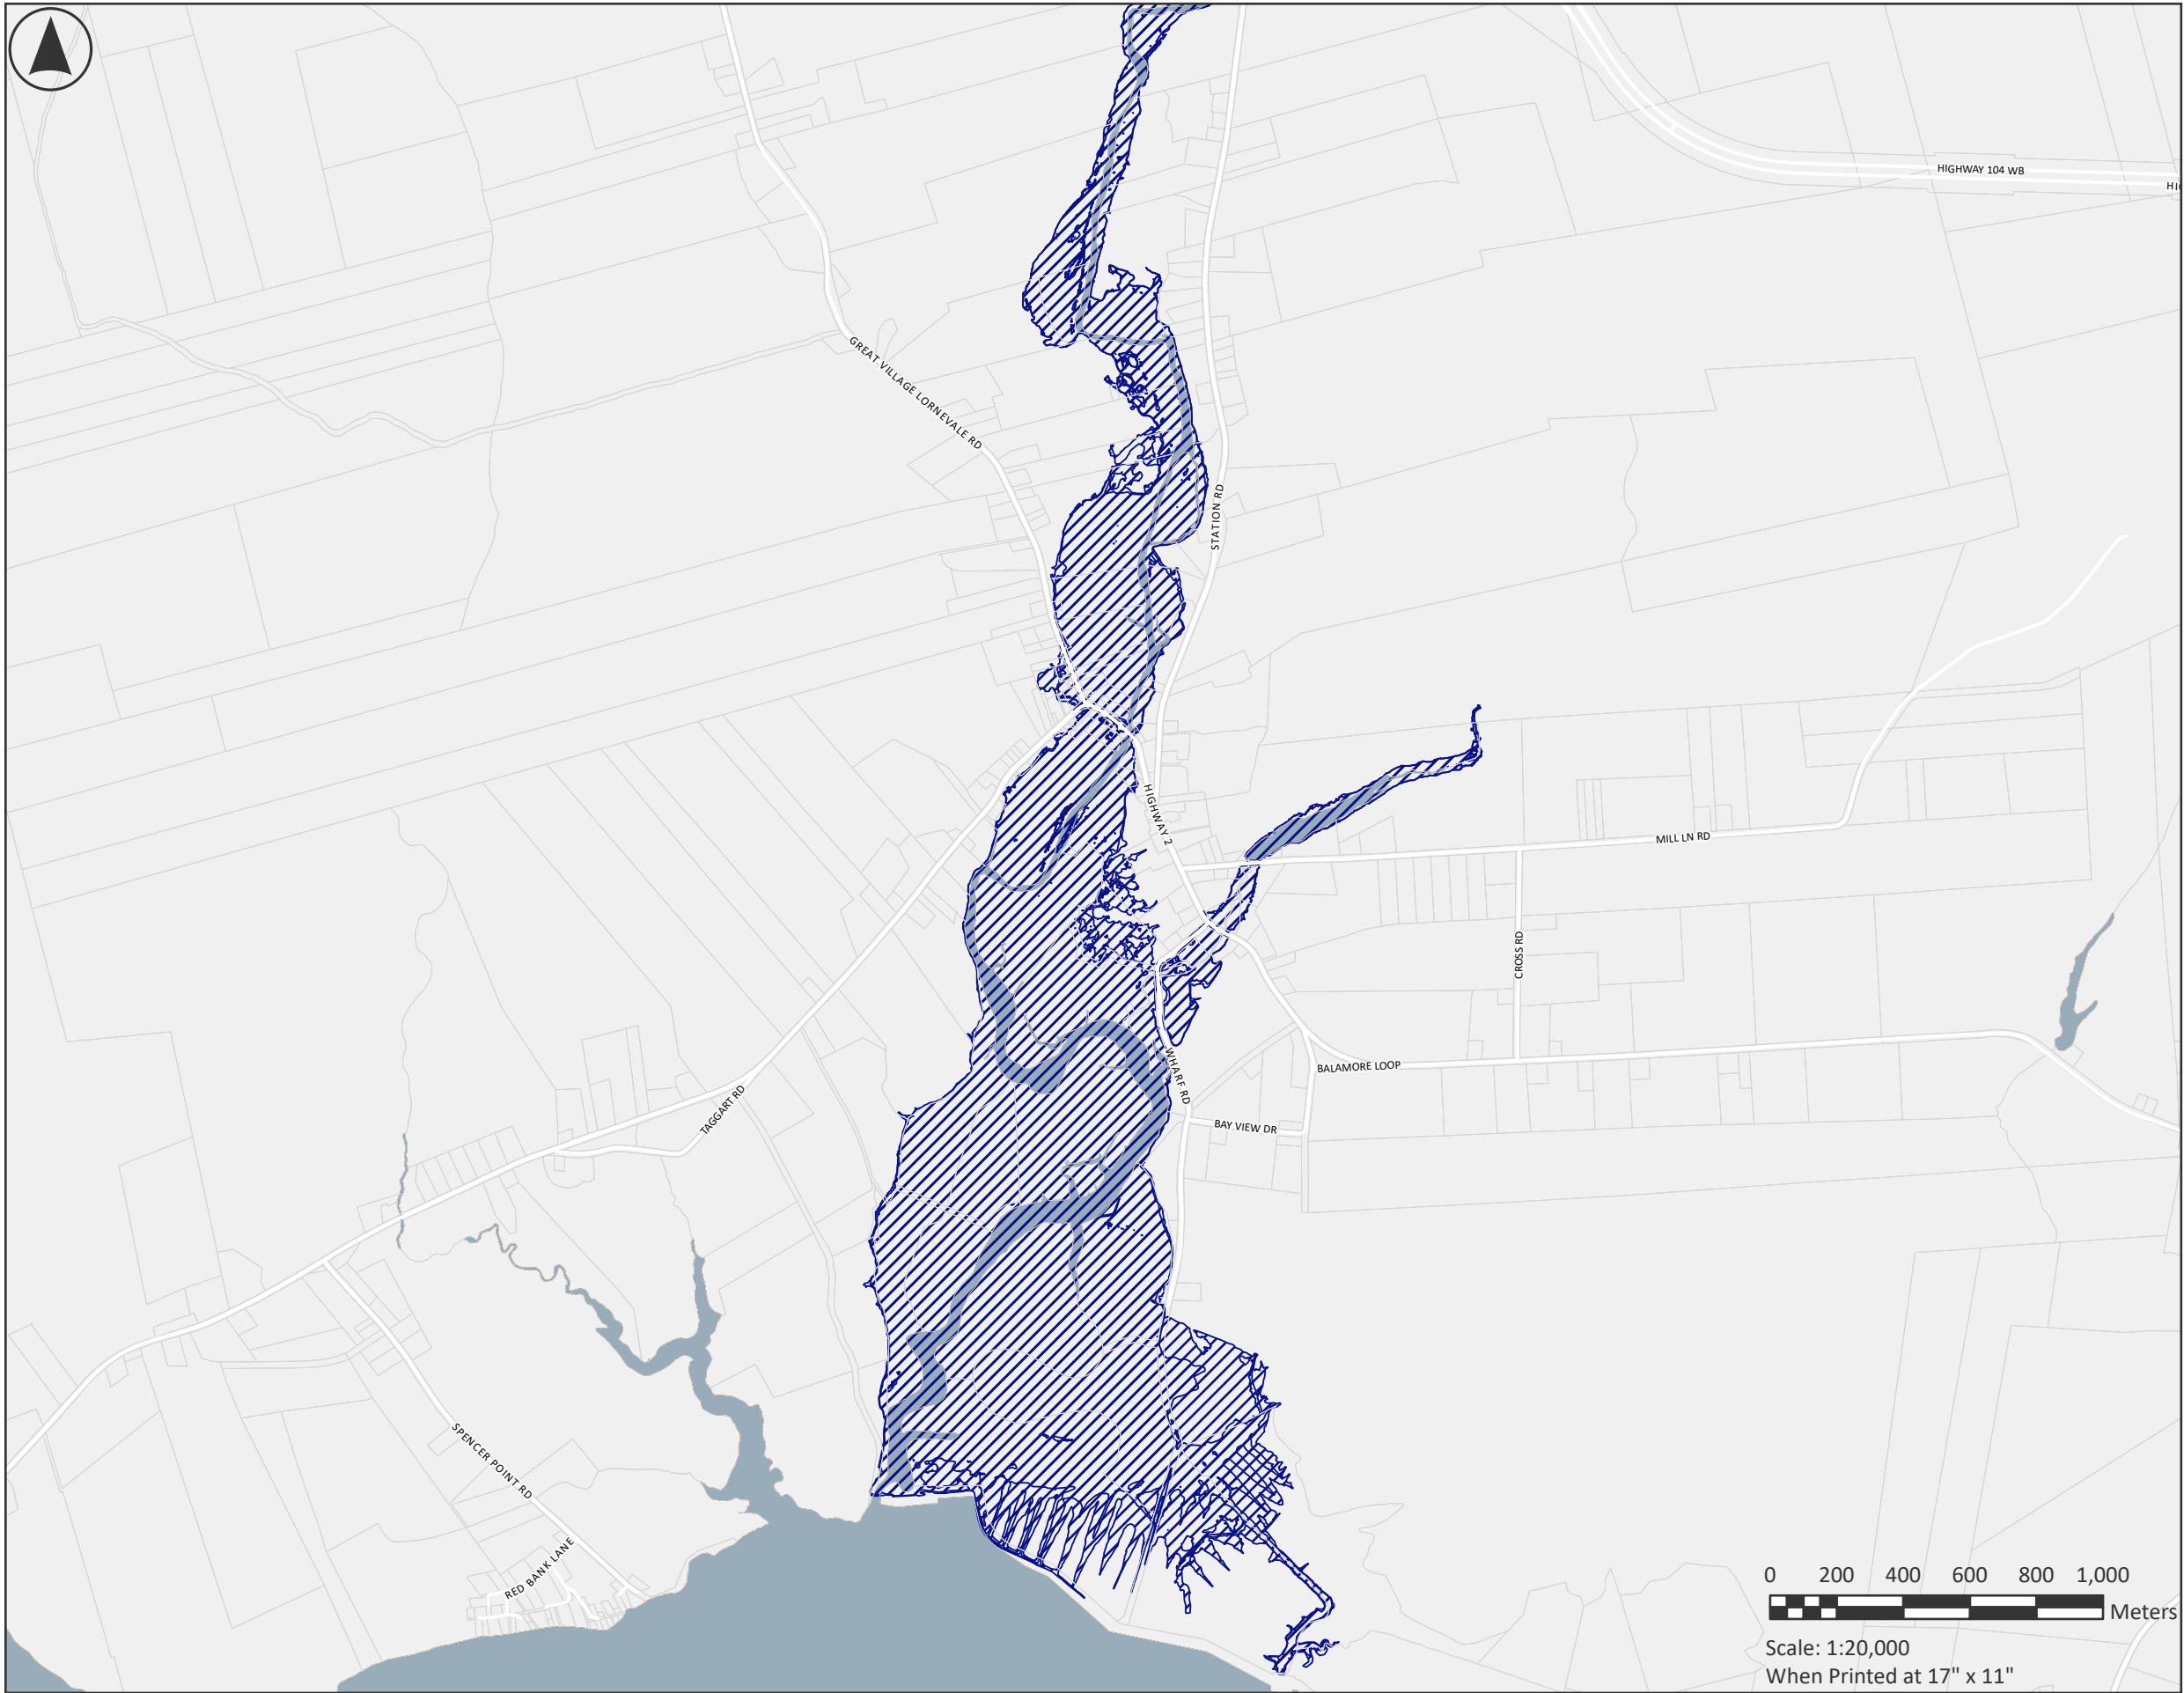 HIGHWAY 104 WB
HI
GREAT VILLAGE LORNEVALE RD
STATION RD
HIGHWAY 2
MILL LN RD
CROSS RD
WHARF RD
BALAMORE LOOP
TAGGART RD
BAY VIEW DR
SPENCER POINT RD
RED BANK LANE
0 200 400 600 800 1,000
Meters
Scale: 1:20,000
When Printed at 17" x 11"